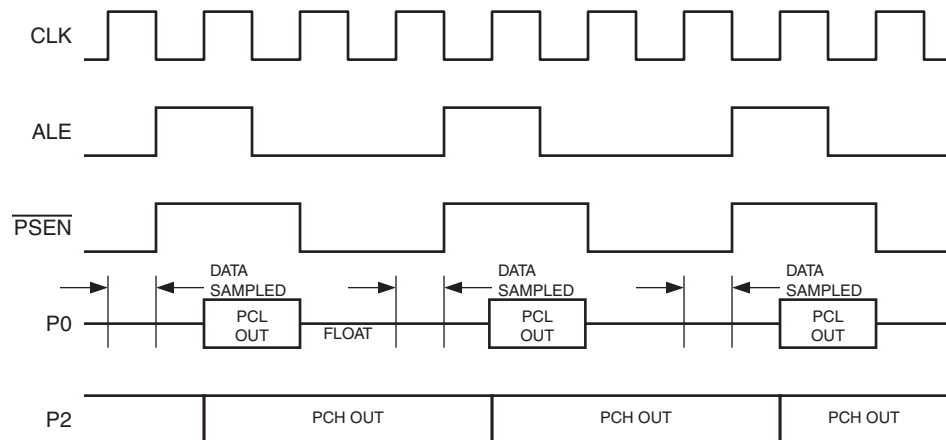 CLK
ALE
PSEN
DATA
SAMPLED
DATA
SAMPLED
DATA
SAMPLED
P0
PCL
OUT
FLOAT
PCL
OUT
PCL
OUT
P2
PCH OUT
PCH OUT
PCH OUT